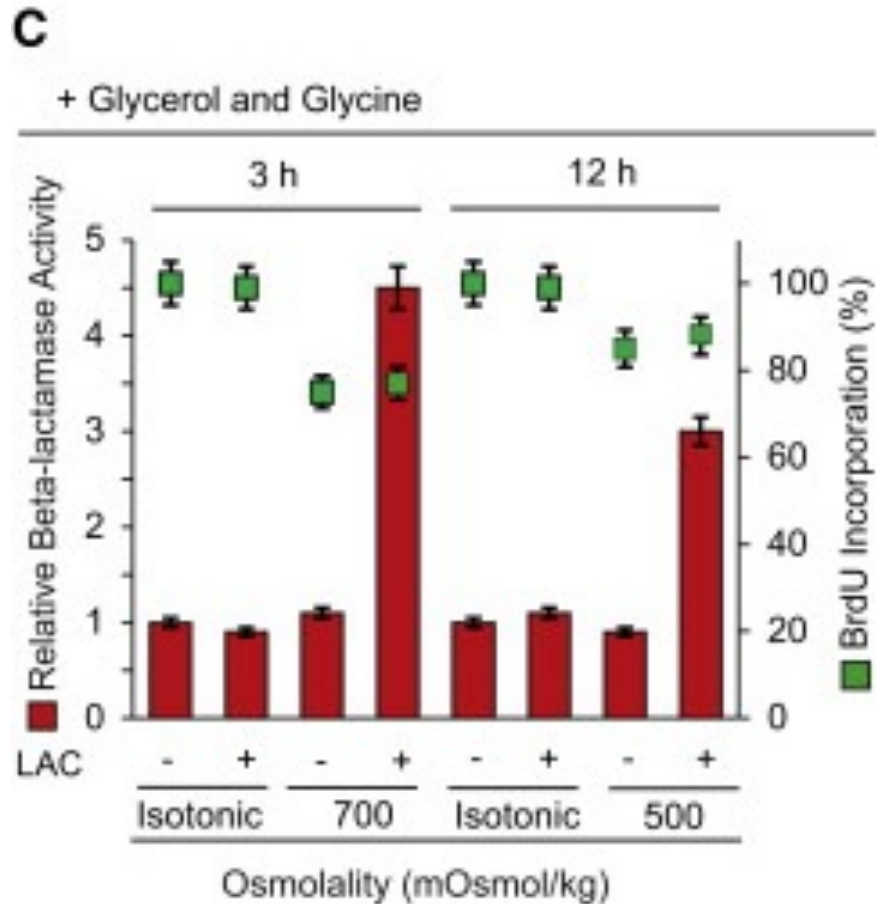 C
+ Glycerol and Glycine
3 h
12 h
Relative Beta-lactamase Activity
5
4
3
2
1
0
100
80
60
40
20
0
BrdU Incorporation (%)
LAC - + - + - + - +
Isotonic 700 Isotonic 500
Osmolality (mOsmol/kg)